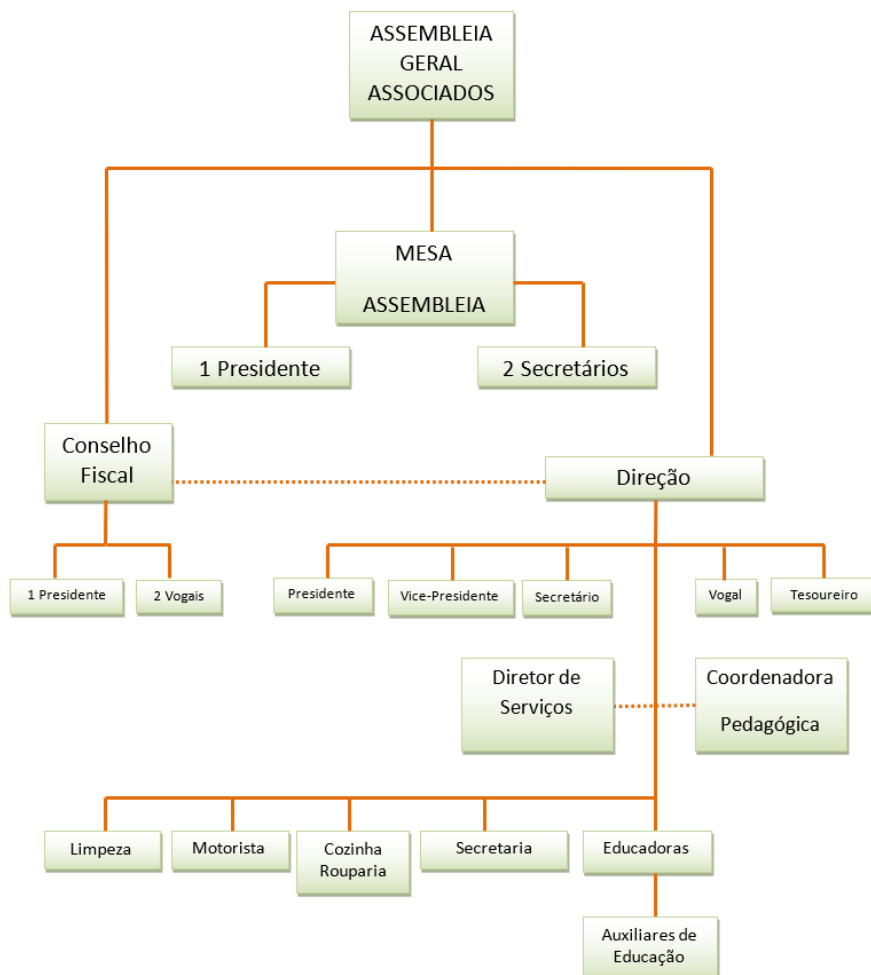 ASSEMBLEIA
GERAL
ASSOCIADOS
MESA
ASSEMBLEIA
1 Presidente
2 Secretários
Conselho
Fiscal
Direção
1 Presidente
2 Vogais
Presidente
Vice-Presidente
Secretário
Vogal
Tesoureiro
Diretor de
Serviços
Coordenadora
Pedagógica
Limpeza
Motorista
Cozinha
Rouparia
Secretaria
Educadoras
Auxiliares de
Educação